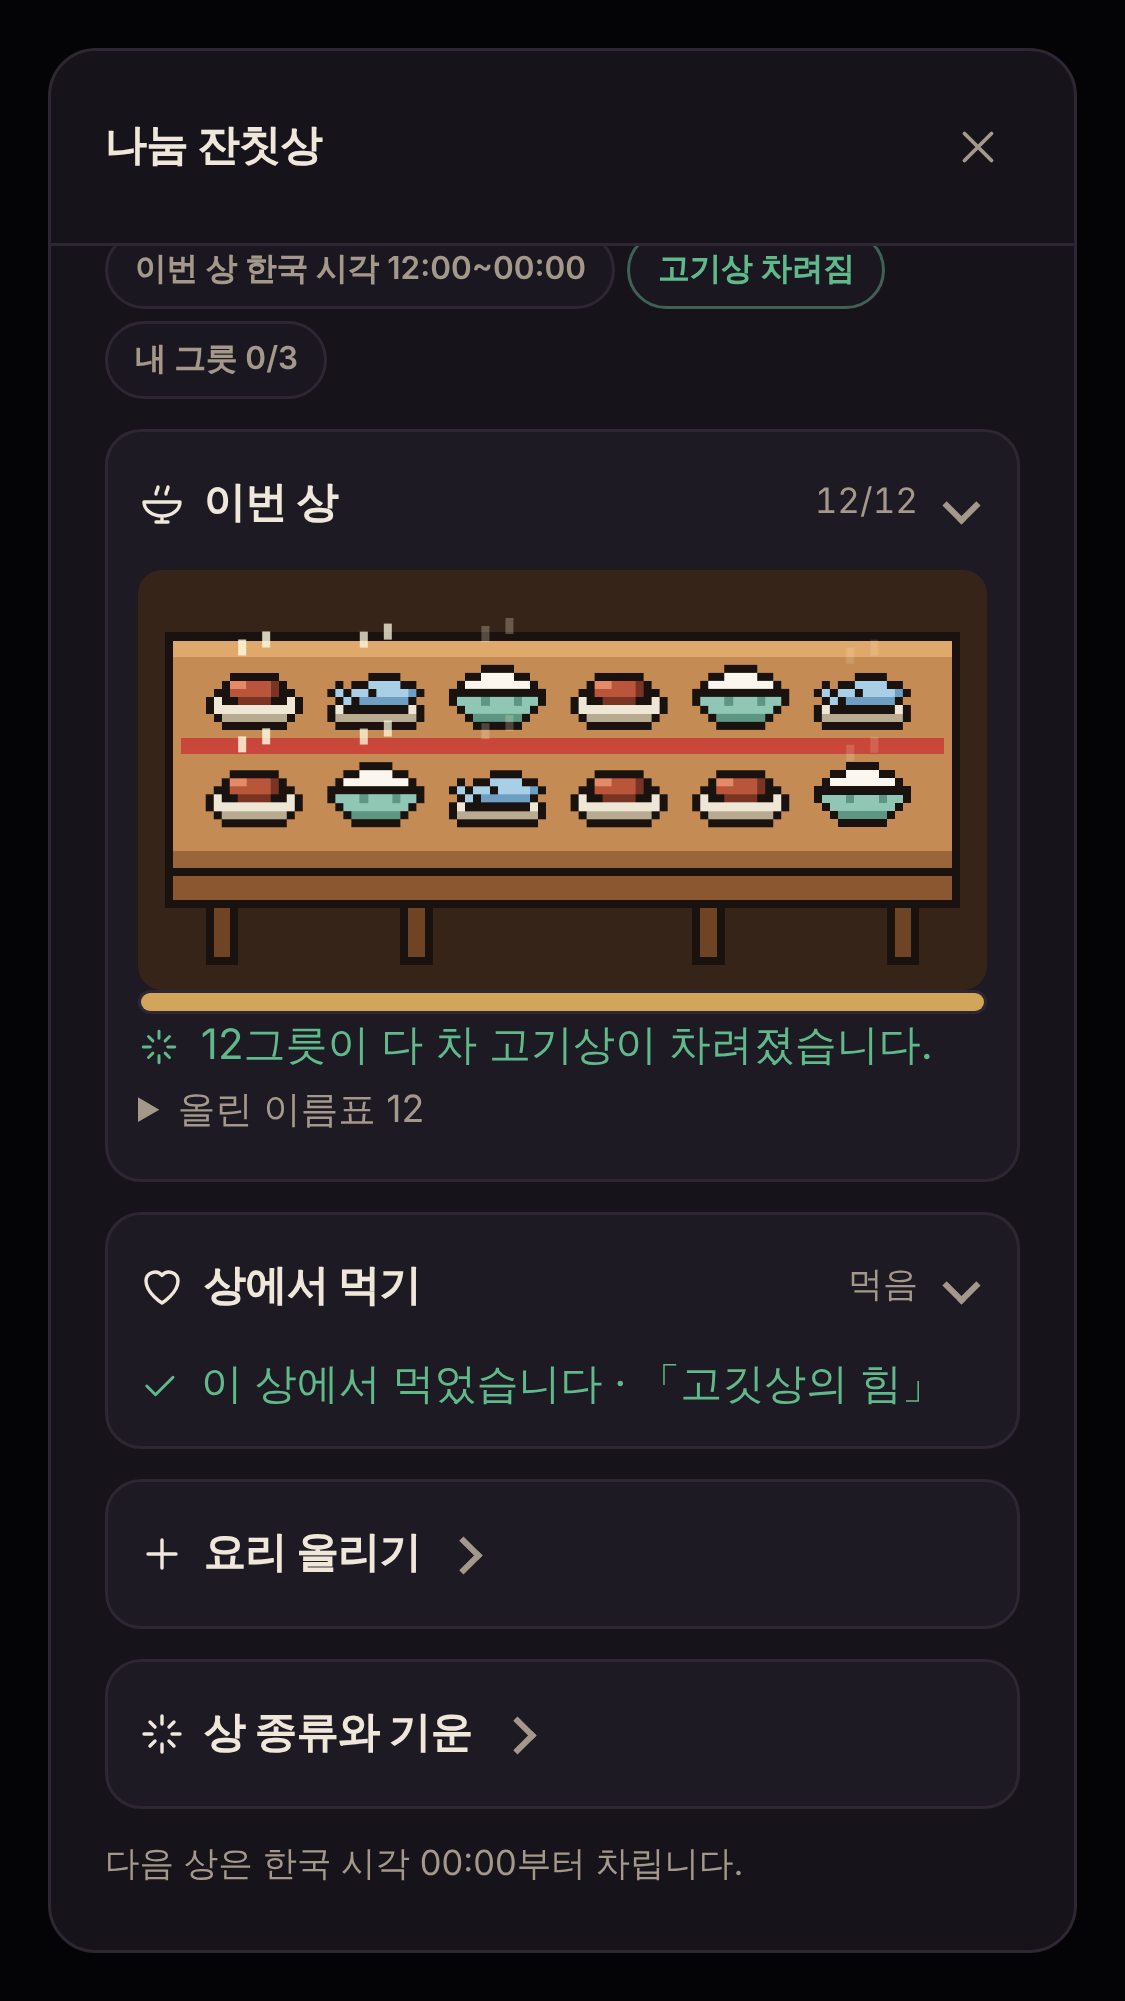 나눔 잔칫상
이번 상 한국 시각 12:00~00:00
고기상 차려짐
내 그릇 0/3
이번 상
12/12
12그릇이 다 차 고기상이 차려졌습니다.
▶ 올린 이름표 12
상에서 먹기
먹음
이 상에서 먹었습니다 · 「고깃상의 힘」
요리 올리기
상 종류와 기운
다음 상은 한국 시각 00:00부터 차립니다.